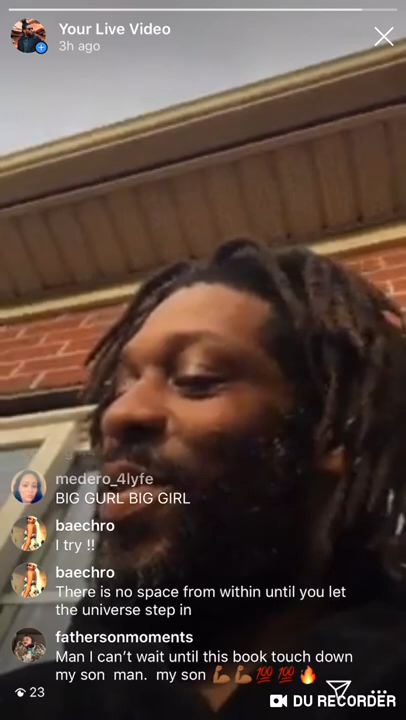 Your Live Video
3h ago
medero_4lyfe
BIG GURL BIG GIRL
baechro
I try !!
baechro
There is no space from within until you let
the universe step in
fathersonmoments
Man I can’t wait until this book touch down
my son  man.  my son 💪💪💯💯🔥
23
DU RECORDER